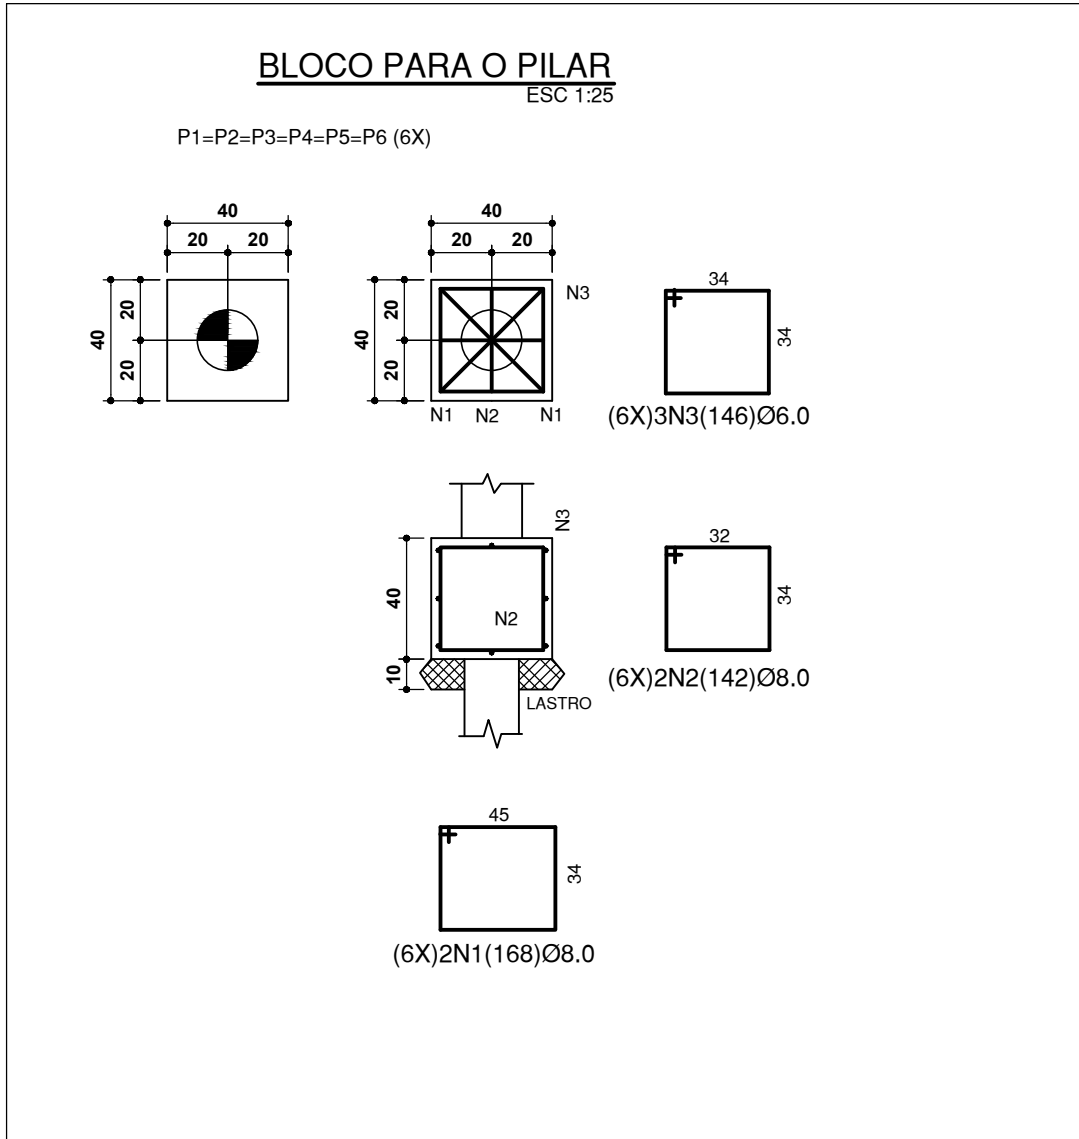 BLOCO PARA O PILAR
ESC 1:25
P1=P2=P3=P4=P5=P6 (6X)
40
20 20
40
20
20
40
20 20
40
20
20
N3
N1 N2 N1
34
34
(6X)3N3(146)Ø6.0
N3
40
10
N2
LASTRO
32
34
(6X)2N2(142)Ø8.0
45
34
(6X)2N1(168)Ø8.0